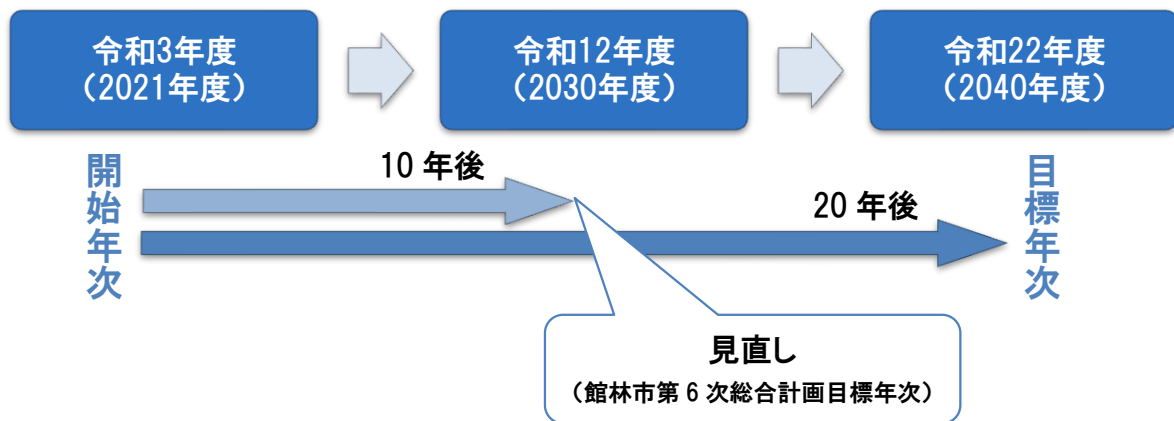 令和3年度
（2021年度）
令和12年度
（2030年度）
令和22年度
（2040年度）
開始年次
10 年後
20 年後
目標年次
見直し
（館林市第 6 次総合計画目標年次）